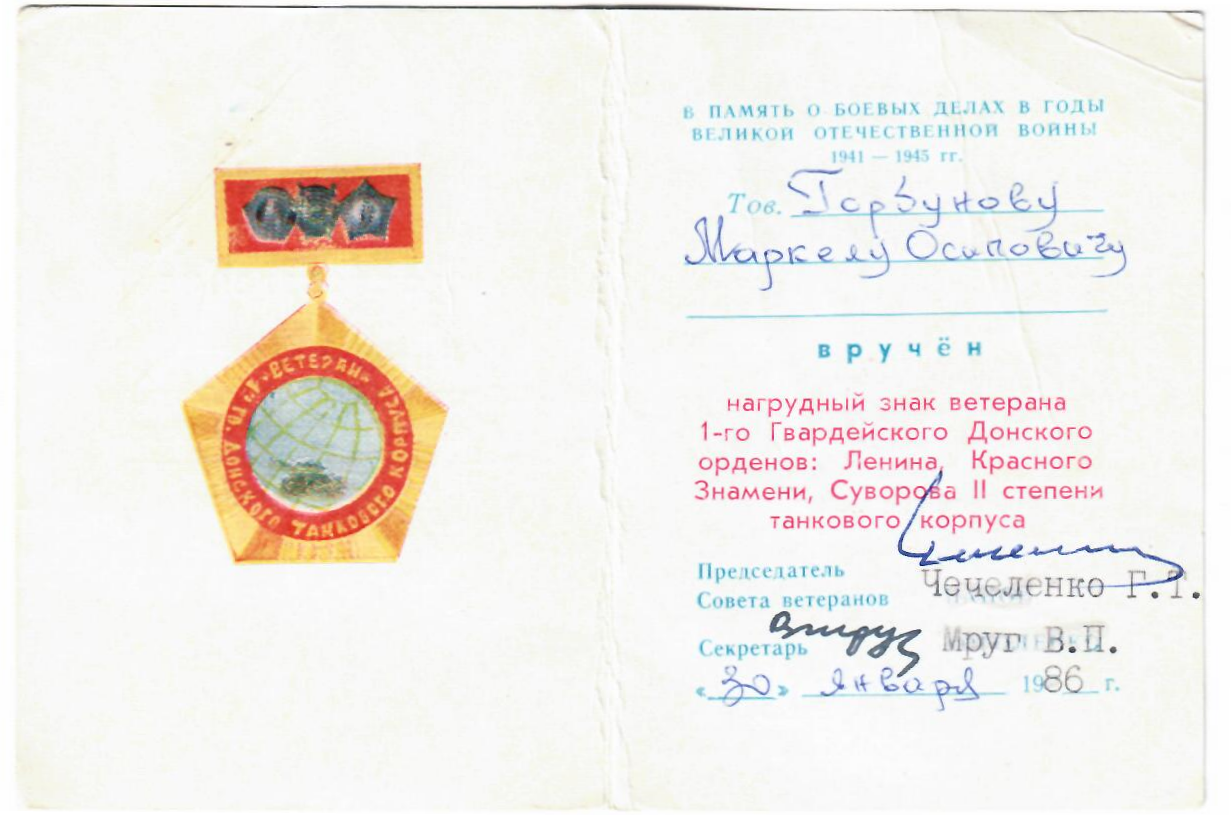 «ВЕТЕРАН» 1 ГВ. ДОНСКОГО ТАНКОВОГО КОРПУСА
В ПАМЯТЬ О БОЕВЫХ ДЕЛАХ В ГОДЫ
ВЕЛИКОЙ ОТЕЧЕСТВЕННОЙ ВОЙНЫ
1941 — 1945 гг.
Тов. Горбунову
Маркелу Осиповичу
вручён
нагрудный знак ветерана
1-го Гвардейского Донского
орденов: Ленина, Красного
Знамени, Суворова II степени
танкового корпуса
Председатель
Совета ветеранов Чечеленко Г.Т.
Секретарь Мруг В.П.
«30» января 1986 г.